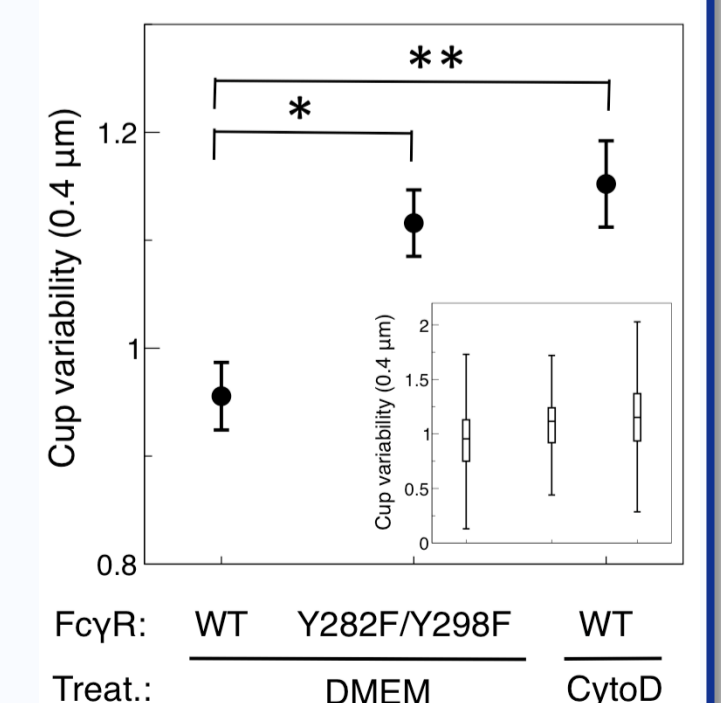 **
*
Cup variability (0.4 µm)
1.2
1
0.8
Cup variability (0.4 µm)
2
1.5
1
0.5
0
FcγR: WT Y282F/Y298F WT
Treat.: DMEM CytoD